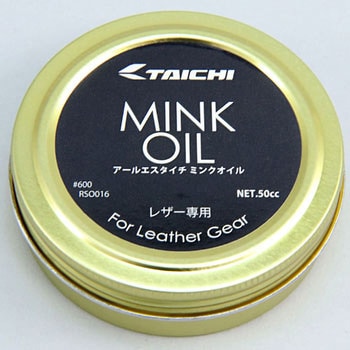 TAICHI
MINK
OIL
アールエスタイチ ミンクオイル
#600
RSO016
NET.50cc
レザー専用
For Leather Gear